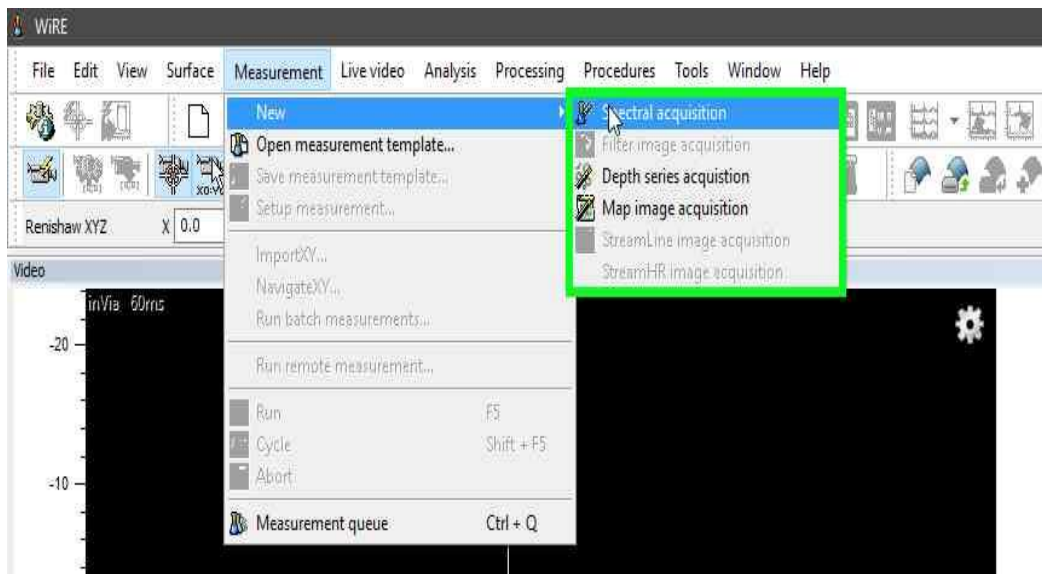 WiRE
File Edit View Surface Measurement Live video Analysis Processing Procedures Tools Window Help
New
Open measurement template...
Save measurement template...
Setup measurement...
ImportXY...
NavigateXY...
Run batch measurements...
Run remote measurement...
Run F5
Cycle Shift + F5
Abort
Measurement queue Ctrl + Q
Spectral acquisition
Filter image acquisition
Depth series acquistion
Map image acquisition
StreamLine image acquisition
StreamHR image acquisition
Renishaw XYZ X 0.0
Video
inVia 60ms
-20
-10